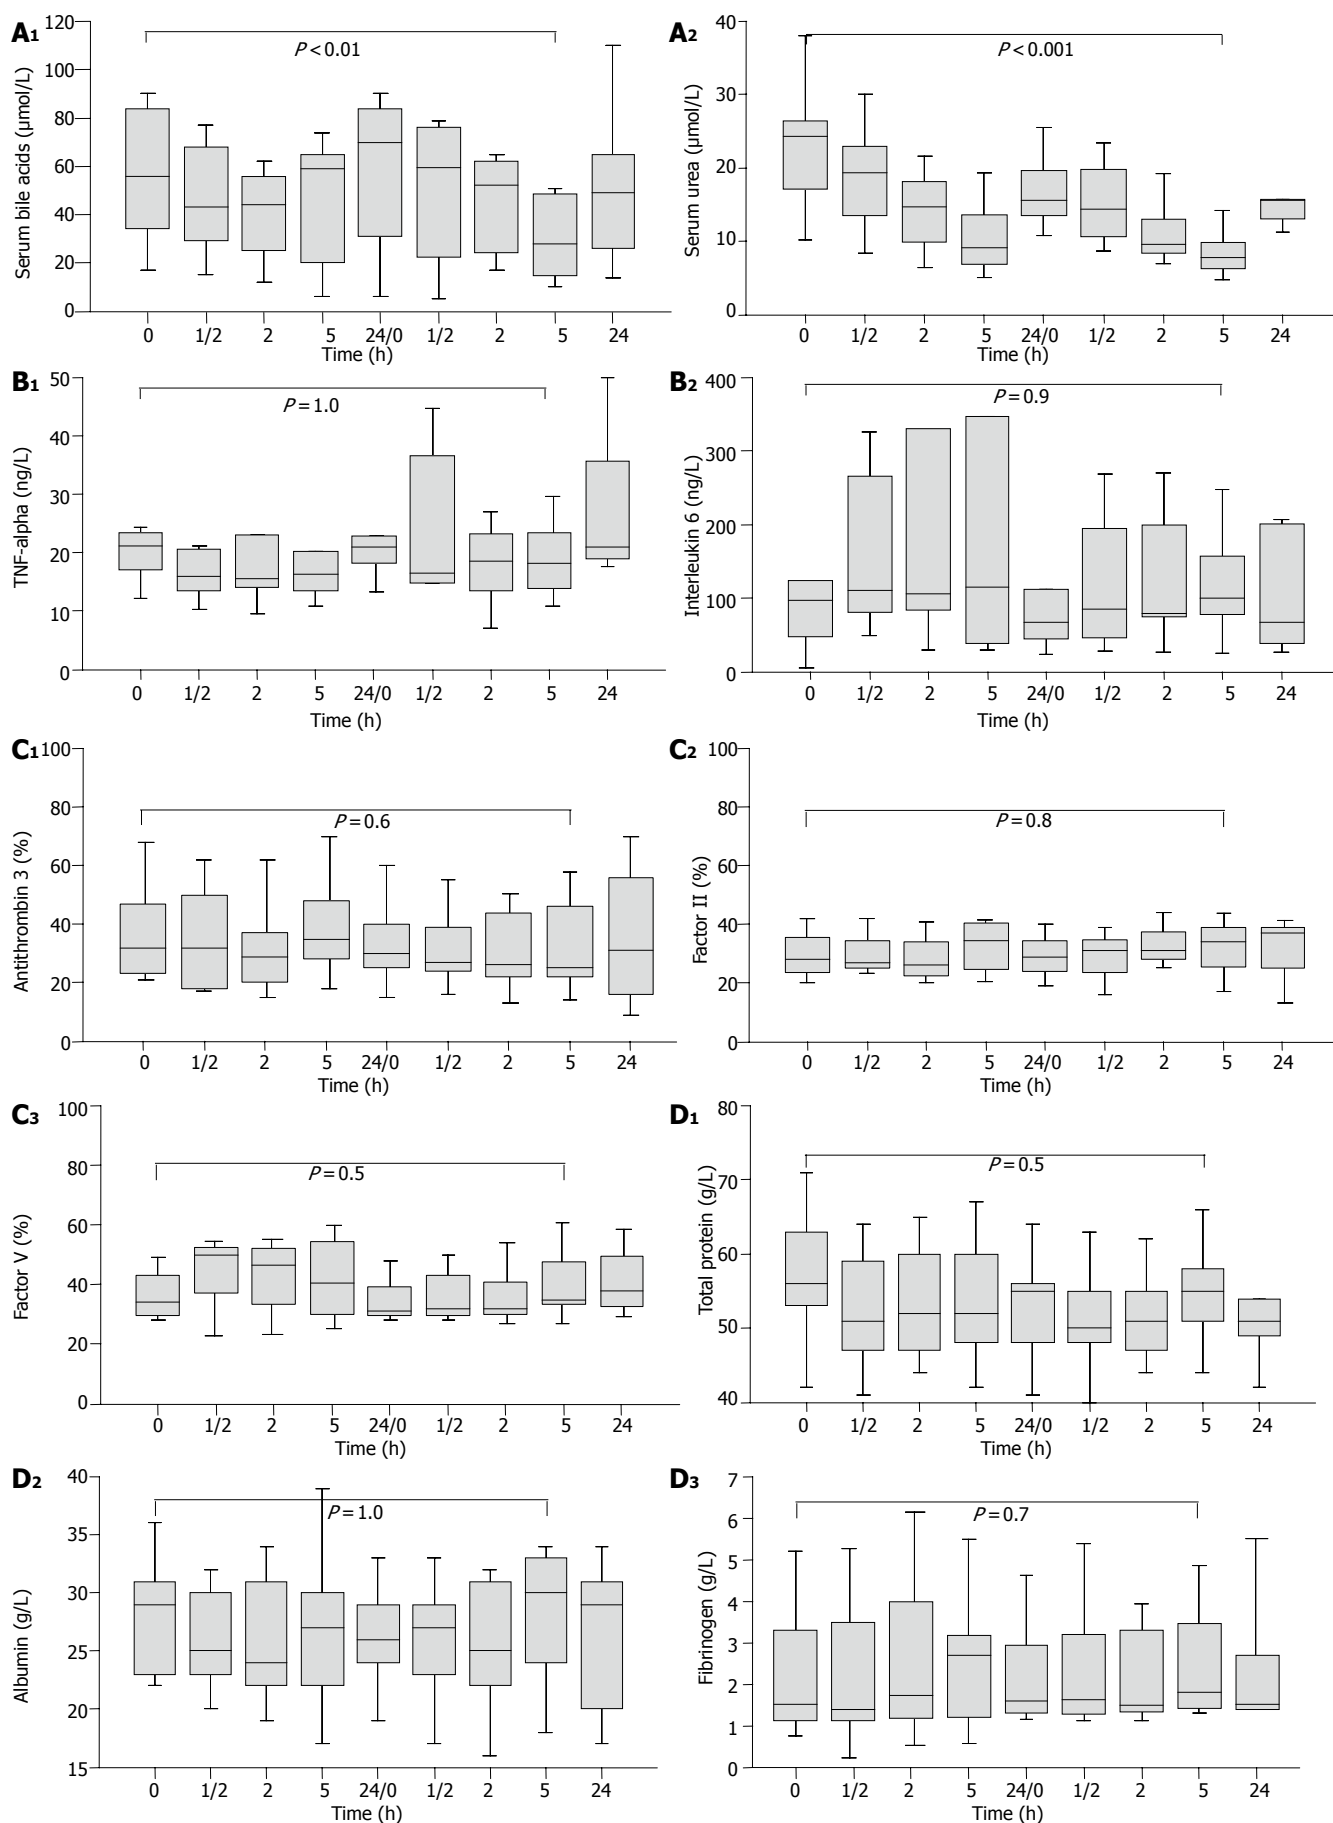 A1
Serum bile acids (µmol/L)
120
100
80
60
40
20
0
P < 0.01
0 1/2 2 5 24/0 1/2 2 5 24
Time (h)
A2
Serum urea (µmol/L)
40
30
20
10
0
P < 0.001
0 1/2 2 5 24/0 1/2 2 5 24
Time (h)
B1
TNF-alpha (ng/L)
50
40
30
20
10
0
P = 1.0
0 1/2 2 5 24/0 1/2 2 5 24
Time (h)
B2
Interleukin 6 (ng/L)
400
300
200
100
0
P = 0.9
0 1/2 2 5 24/0 1/2 2 5 24
Time (h)
C1
Antithrombin 3 (%)
100
80
60
40
20
0
P = 0.6
0 1/2 2 5 24/0 1/2 2 5 24
Time (h)
C2
Factor II (%)
100
80
60
40
20
0
P = 0.8
0 1/2 2 5 24/0 1/2 2 5 24
Time (h)
C3
Factor V (%)
100
80
60
40
20
0
P = 0.5
0 1/2 2 5 24/0 1/2 2 5 24
Time (h)
D1
Total protein (g/L)
80
70
60
50
40
P = 0.5
0 1/2 2 5 24/0 1/2 2 5 24
Time (h)
D2
Albumin (g/L)
40
35
30
25
20
15
P = 1.0
0 1/2 2 5 24/0 1/2 2 5 24
Time (h)
D3
Fibrinogen (g/L)
7
6
5
4
3
2
1
0
P = 0.7
0 1/2 2 5 24/0 1/2 2 5 24
Time (h)